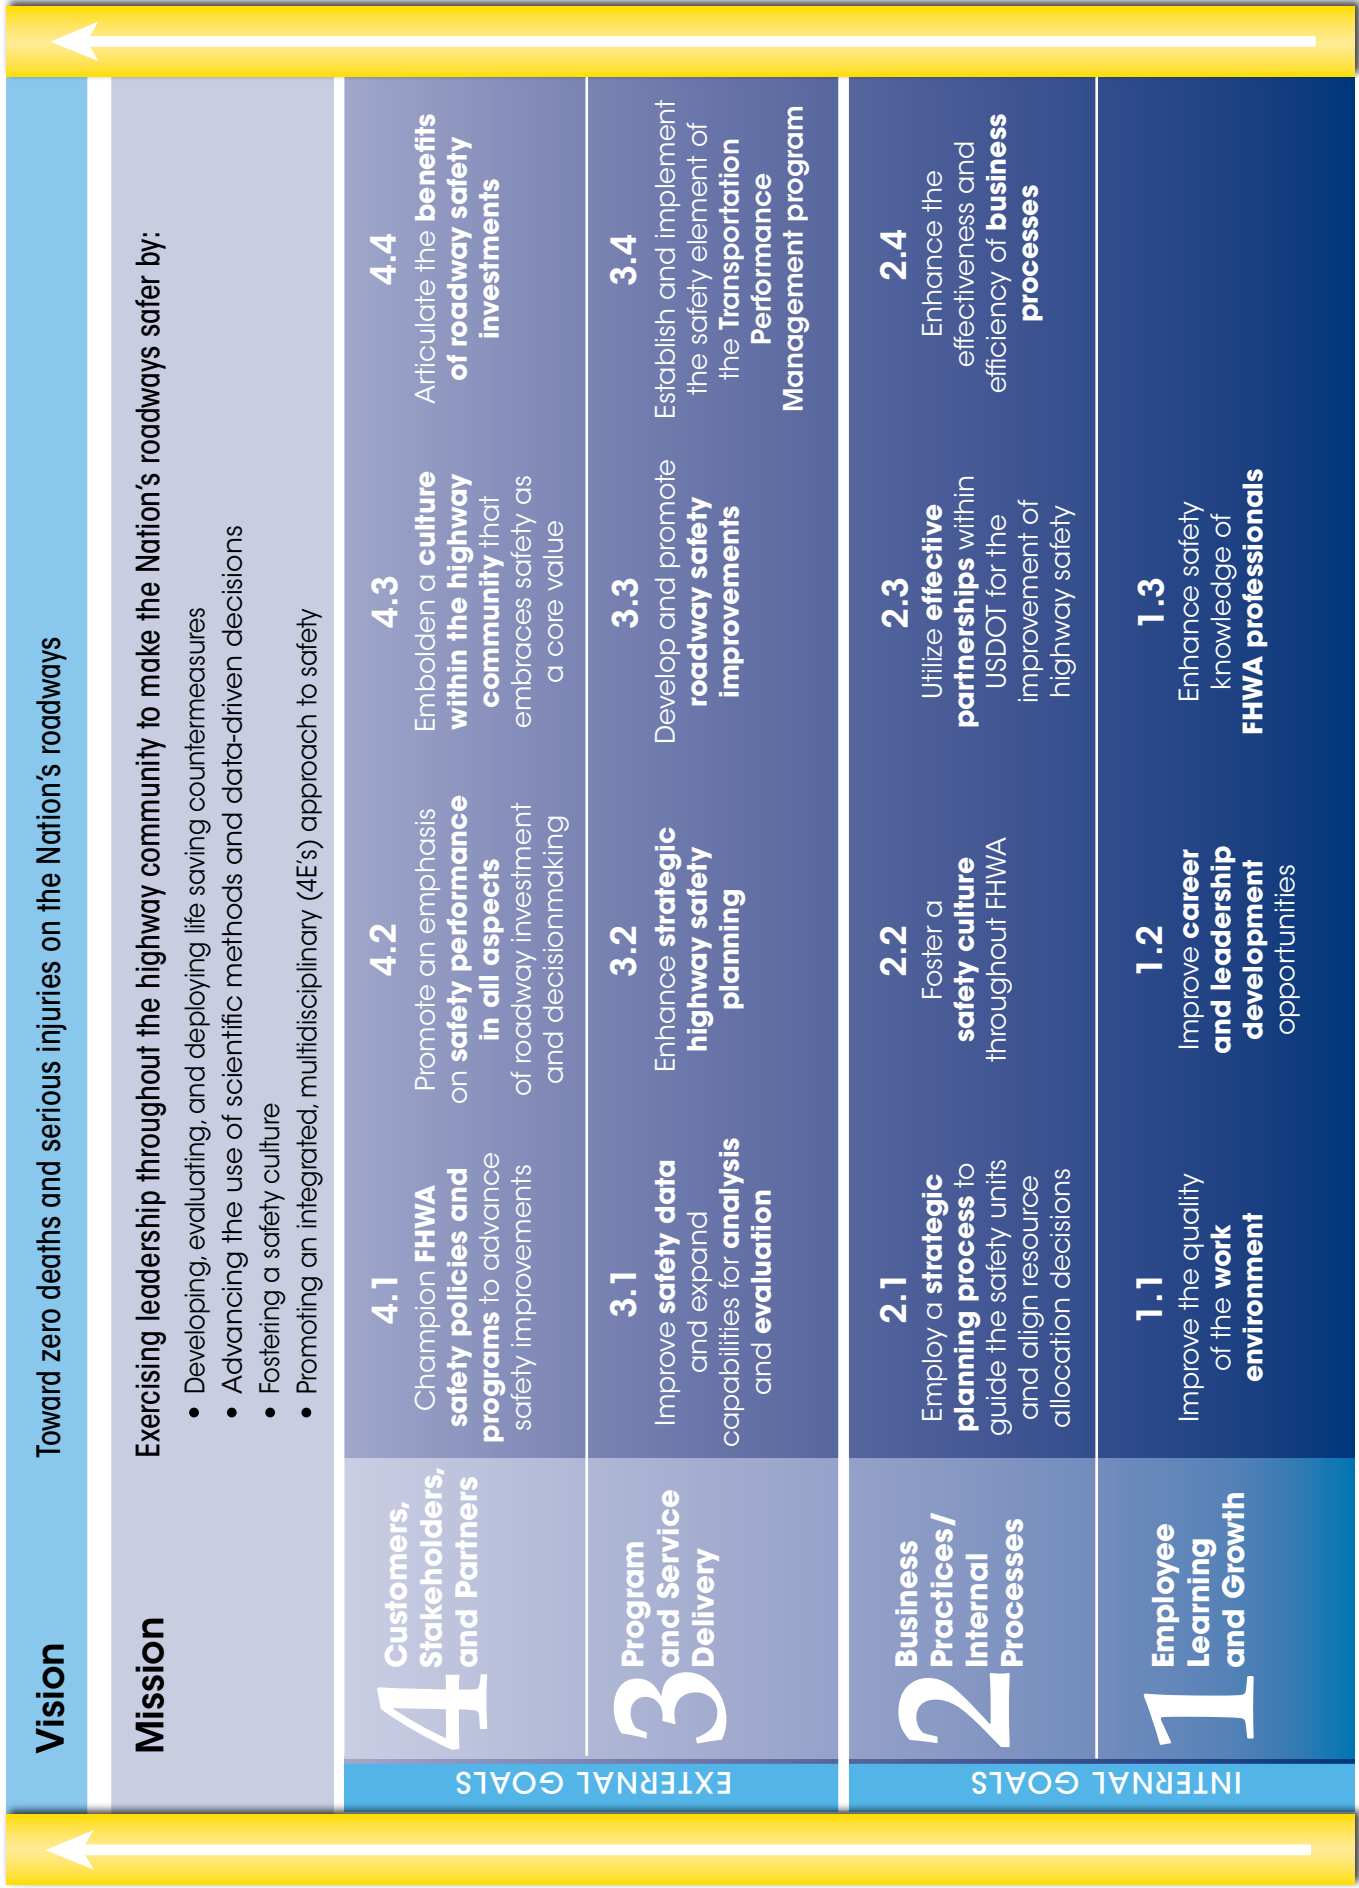 Vision
Toward zero deaths and serious injuries on the Nation's roadways
Mission
Exercising leadership throughout the highway community to make the Nation's roadways safer by:
• Developing, evaluating, and deploying life saving countermeasures
• Advancing the use of scientific methods and data-driven decisions
• Fostering a safety culture
• Promoting an integrated, multidisciplinary (4E's) approach to safety
EXTERNAL GOALS
4
Customers,
Stakeholders,
and Partners
4.1
Champion FHWA
safety policies and
programs to advance
safety improvements
4.2
Promote an emphasis
on safety performance
in all aspects
of roadway investment
and decisionmaking
4.3
Embolden a culture
within the highway
community that
embraces safety as
a core value
4.4
Articulate the benefits
of roadway safety
investments
3
Program
and Service
Delivery
3.1
Improve safety data
and expand
capabilities for analysis
and evaluation
3.2
Enhance strategic
highway safety
planning
3.3
Develop and promote
roadway safety
improvements
3.4
Establish and implement
the safety element of
the Transportation
Performance
Management program
INTERNAL GOALS
2
Business
Practices/
Internal
Processes
2.1
Employ a strategic
planning process to
guide the safety units
and align resource
allocation decisions
2.2
Foster a
safety culture
throughout FHWA
2.3
Utilize effective
partnerships within
USDOT for the
improvement of
highway safety
2.4
Enhance the
effectiveness and
efficiency of business
processes
1
Employee
Learning
and Growth
1.1
Improve the quality
of the work
environment
1.2
Improve career
and leadership
development
opportunities
1.3
Enhance safety
knowledge of
FHWA professionals